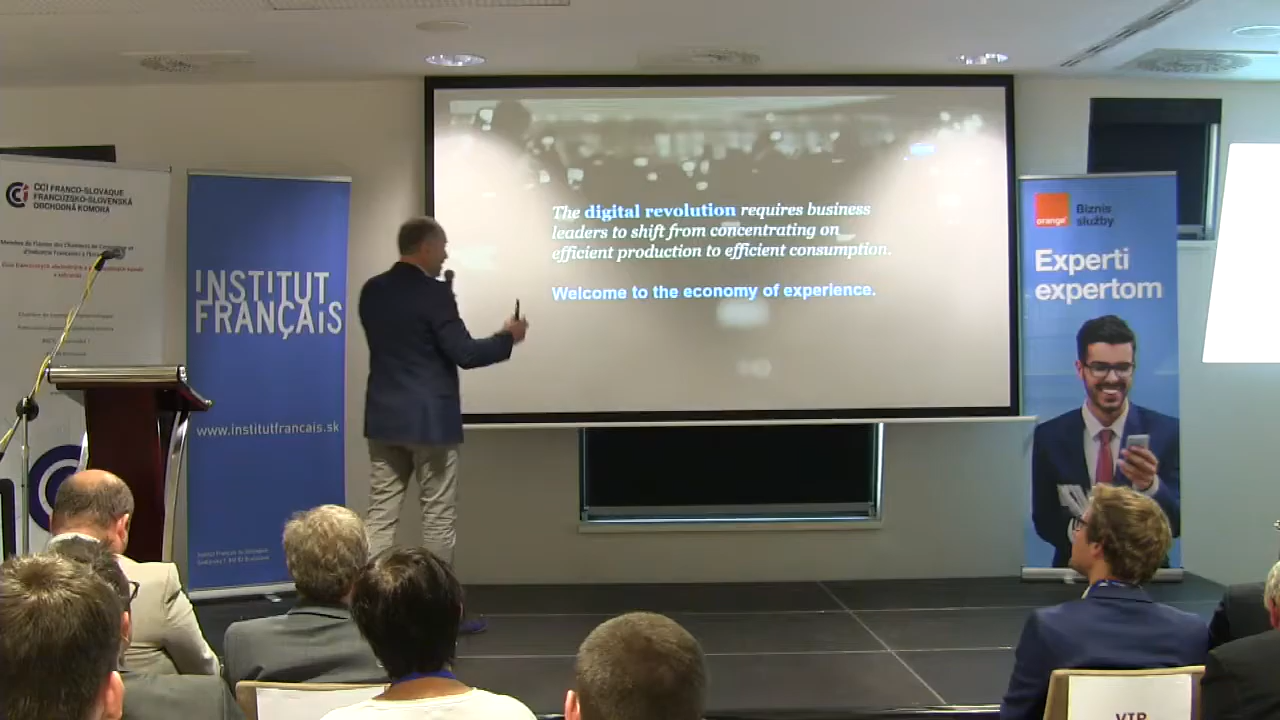 CCI FRANCO-SLOVAQUE
FRANCÚZSKO-SLOVENSKÁ
OBCHODNÁ KOMORA
INSTITUT
FRANÇAIS
www.institutfrancais.sk
The digital revolution requires business
leaders to shift from concentrating on
efficient production to efficient consumption.
Welcome to the economy of experience.
orange
Biznis
služby
Experti
expertom
VIP